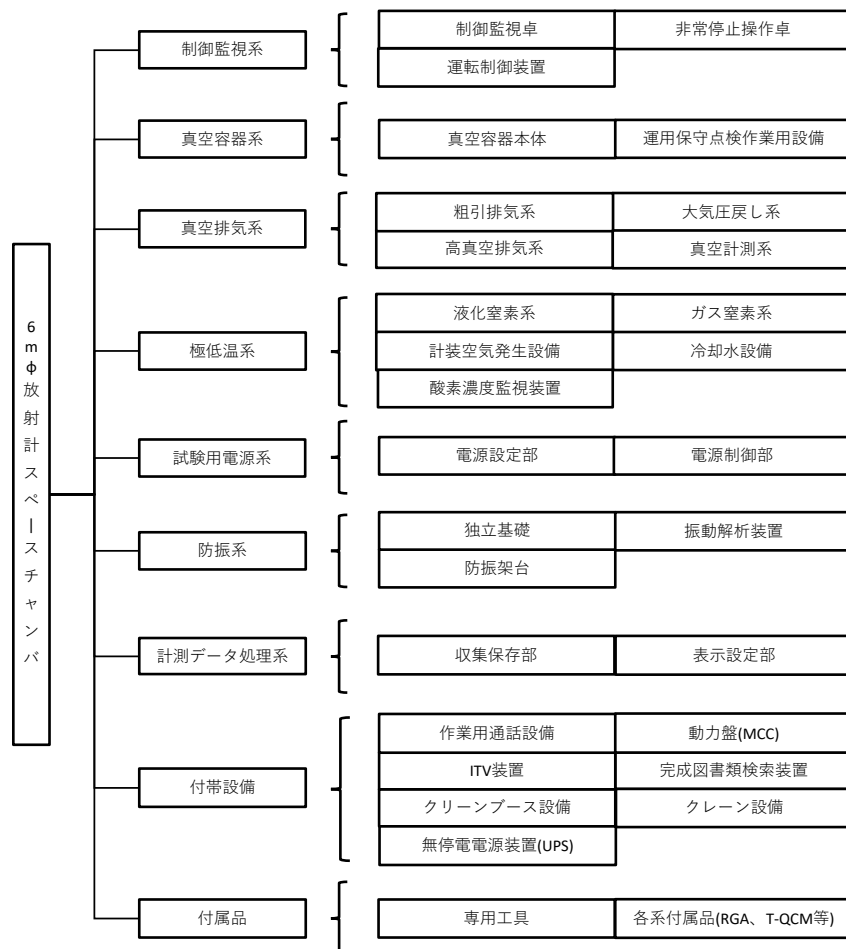 6mφ放射計スペースチャンバ
制御監視系
制御監視卓 非常停止操作卓
運転制御装置
真空容器系
真空容器本体 運用保守点検作業用設備
真空排気系
粗引排気系 大気圧戻し系
高真空排気系 真空計測系
極低温系
液化窒素系 ガス窒素系
計装空気発生設備 冷却水設備
酸素濃度監視装置
試験用電源系
電源設定部 電源制御部
防振系
独立基礎 振動解析装置
防振架台
計測データ処理系
収集保存部 表示設定部
付帯設備
作業用通話設備 動力盤(MCC)
ITV装置 完成図書類検索装置
クリーンブース設備 クレーン設備
無停電電源装置(UPS)
付属品
専用工具 各系付属品(RGA、T-QCM等)